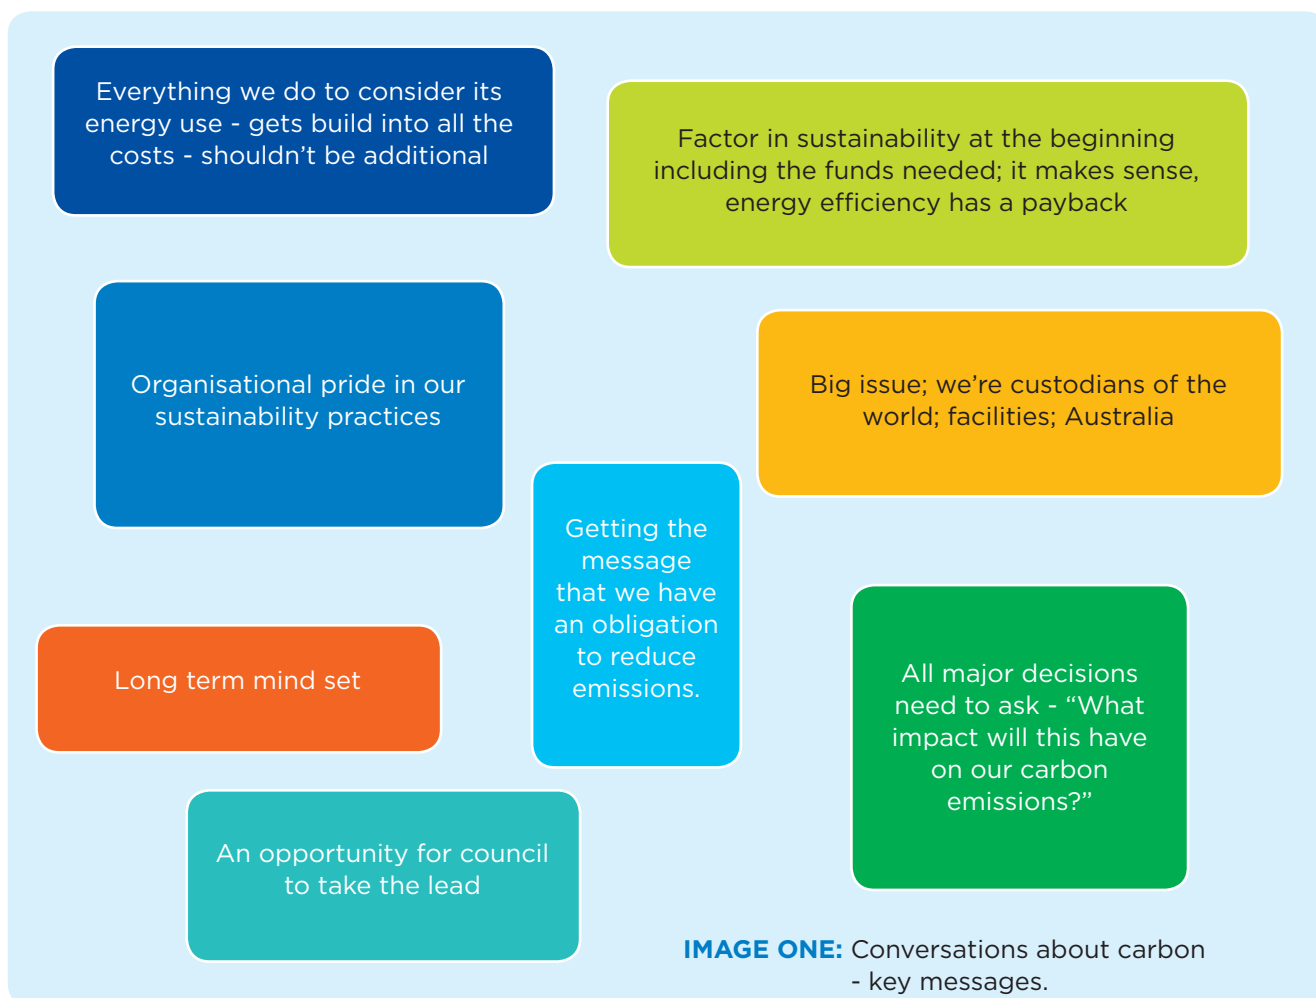 Everything we do to consider its
energy use - gets build into all the
costs - shouldn't be additional
Factor in sustainability at the beginning
including the funds needed; it makes sense,
energy efficiency has a payback
Organisational pride in our
sustainability practices
Big issue; we're custodians of the
world; facilities; Australia
Getting the
message
that we have
an obligation
to reduce
emissions.
Long term mind set
All major decisions
need to ask - “What
impact will this have
on our carbon
emissions?”
An opportunity for council
to take the lead
IMAGE ONE: Conversations about carbon
- key messages.